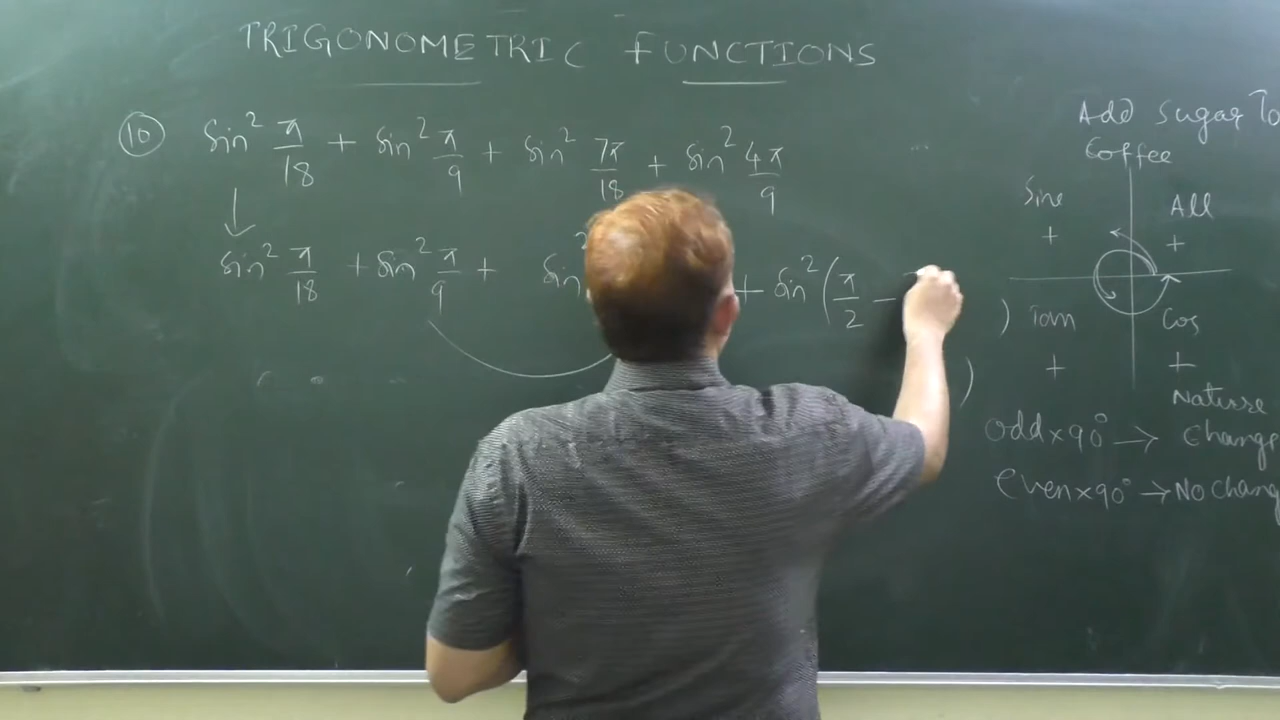 TRIGONOMETRIC FUNCTIONS
(10) Sin² π/18 + Sin² π/9 + Sin² 7π/18 + Sin² 4π/9
Sin² π/18 + Sin² π/9 + Sin² + Sin² (π/2 −
)
)
Add Sugar To
Coffee
Sine All
+ +
Tan Cos
+ +
Nature
odd×90° → Change
Even×90° → No Chang